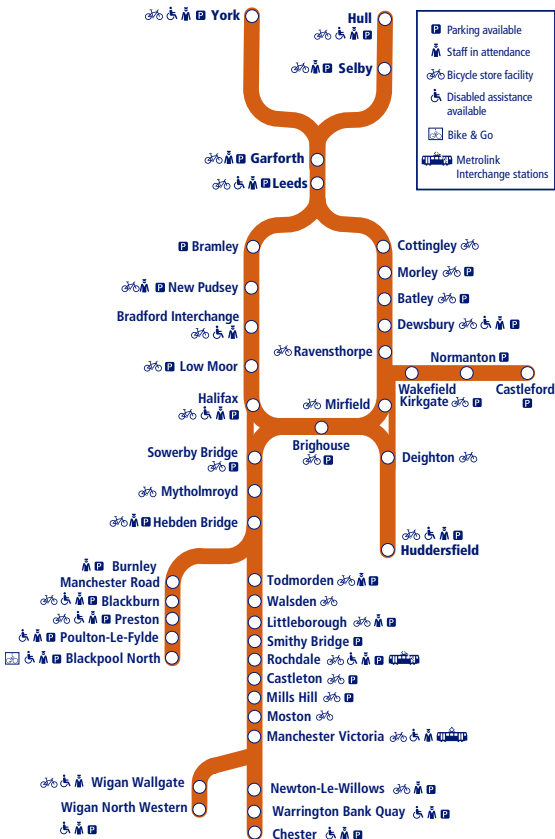 York
Hull
Selby
P Parking available
Staff in attendance
Bicycle store facility
Disabled assistance
available
Bike & Go
Metrolink
Interchange stations
Garforth
Leeds
Bramley
New Pudsey
Bradford Interchange
Low Moor
Halifax
Cottingley
Morley
Batley
Dewsbury
Ravensthorpe
Normanton P
Wakefield
Kirkgate
Castleford
P
Mirfield
Brighouse
Sowerby Bridge
Mytholmroyd
Hebden Bridge
Deighton
Huddersfield
Burnley
Manchester Road
Blackburn
Preston
Poulton-Le-Fylde
Blackpool North
Todmorden
Walsden
Littleborough
Smithy Bridge P
Rochdale
Castleton
Mills Hill
Moston
Manchester Victoria
Wigan Wallgate
Wigan North Western
Newton-Le-Willows
Warrington Bank Quay
Chester